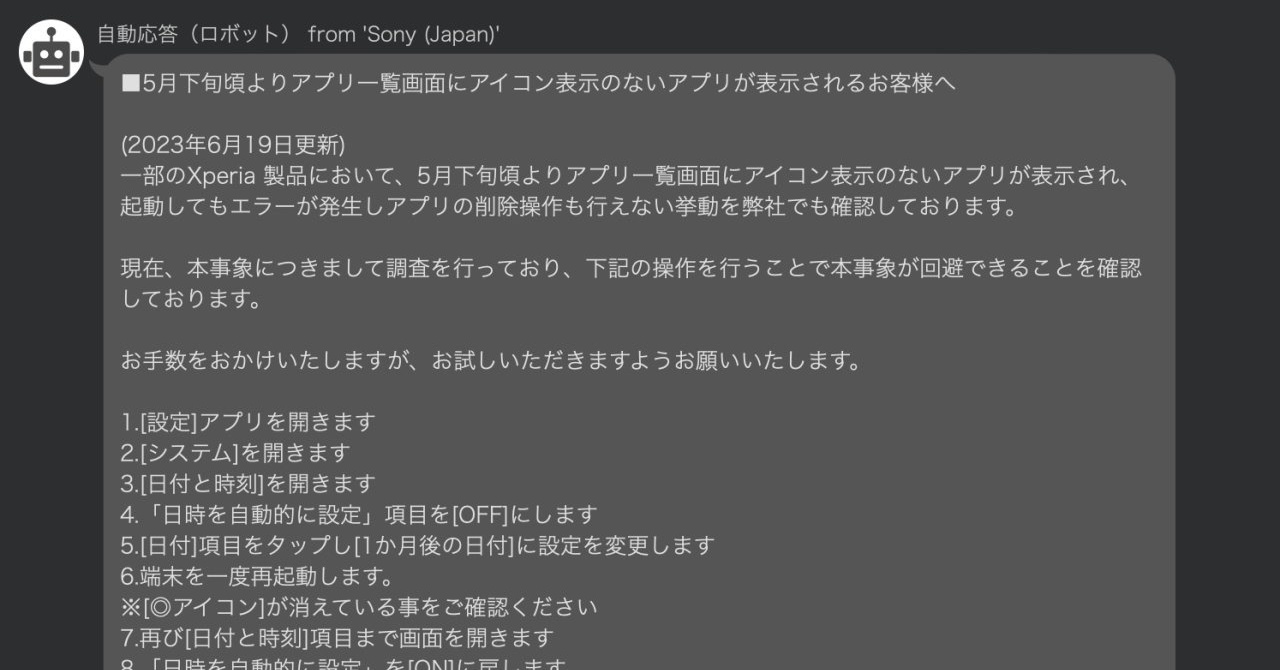 自動応答（ロボット） from 'Sony (Japan)'
■5月下旬頃よりアプリ一覧画面にアイコン表示のないアプリが表示されるお客様へ
(2023年6月19日更新)
一部のXperia 製品において、5月下旬頃よりアプリ一覧画面にアイコン表示のないアプリが表示され、
起動してもエラーが発生しアプリの削除操作も行えない挙動を弊社でも確認しております。
現在、本事象につきまして調査を行っており、下記の操作を行うことで本事象が回避できることを確認
しております。
お手数をおかけいたしますが、お試しいただきますようお願いいたします。
1.[設定]アプリを開きます
2.[システム]を開きます
3.[日付と時刻]を開きます
4.「日時を自動的に設定」項目を[OFF]にします
5.[日付]項目をタップし[1か月後の日付]に設定を変更します
6.端末を一度再起動します。
※[◎アイコン]が消えている事をご確認ください
7.再び[日付と時刻]項目まで画面を開きます
8.「日時を自動的に設定」を[ON]に戻します